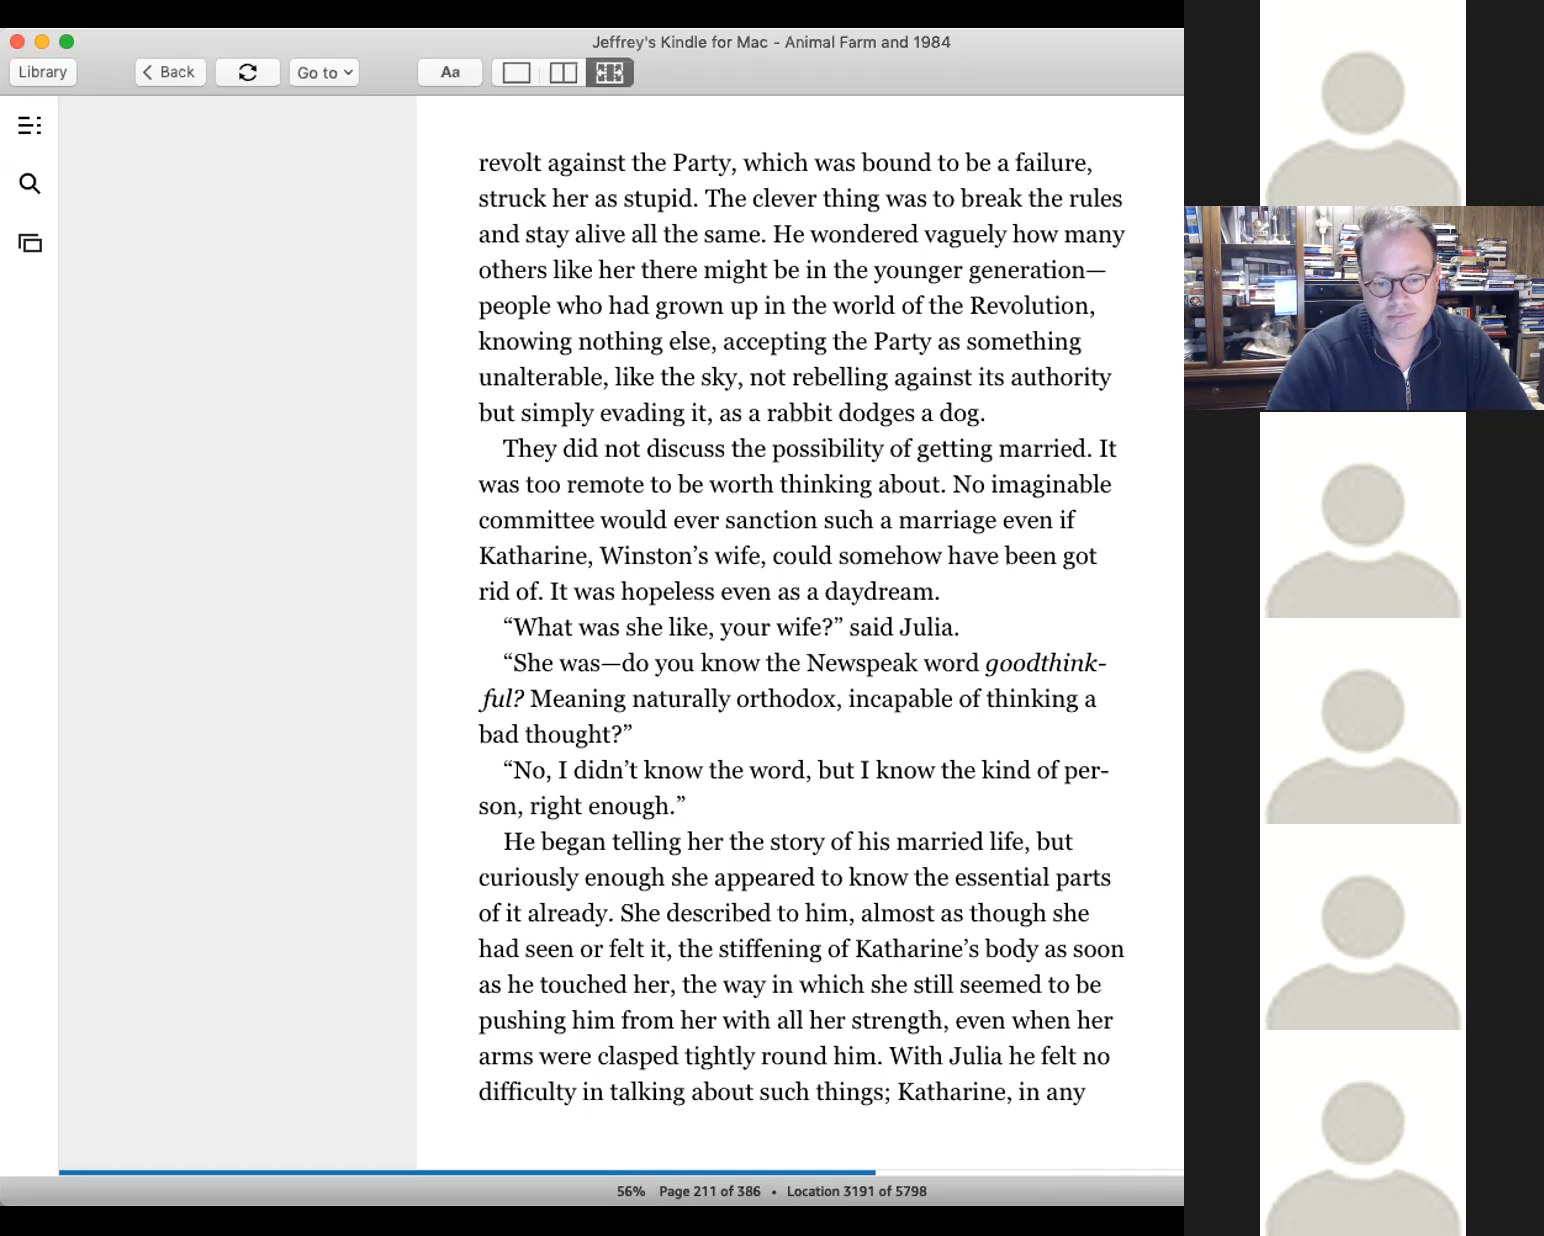 Jeffrey's Kindle for Mac - Animal Farm and 1984
Library
Back
Go to
Aa
revolt against the Party, which was bound to be a failure,
struck her as stupid. The clever thing was to break the rules
and stay alive all the same. He wondered vaguely how many
others like her there might be in the younger generation—
people who had grown up in the world of the Revolution,
knowing nothing else, accepting the Party as something
unalterable, like the sky, not rebelling against its authority
but simply evading it, as a rabbit dodges a dog.
They did not discuss the possibility of getting married. It
was too remote to be worth thinking about. No imaginable
committee would ever sanction such a marriage even if
Katharine, Winston’s wife, could somehow have been got
rid of. It was hopeless even as a daydream.
“What was she like, your wife?” said Julia.
“She was—do you know the Newspeak word goodthink-
ful? Meaning naturally orthodox, incapable of thinking a
bad thought?”
“No, I didn’t know the word, but I know the kind of per-
son, right enough.”
He began telling her the story of his married life, but
curiously enough she appeared to know the essential parts
of it already. She described to him, almost as though she
had seen or felt it, the stiffening of Katharine’s body as soon
as he touched her, the way in which she still seemed to be
pushing him from her with all her strength, even when her
arms were clasped tightly round him. With Julia he felt no
difficulty in talking about such things; Katharine, in any
56% Page 211 of 386 • Location 3191 of 5798